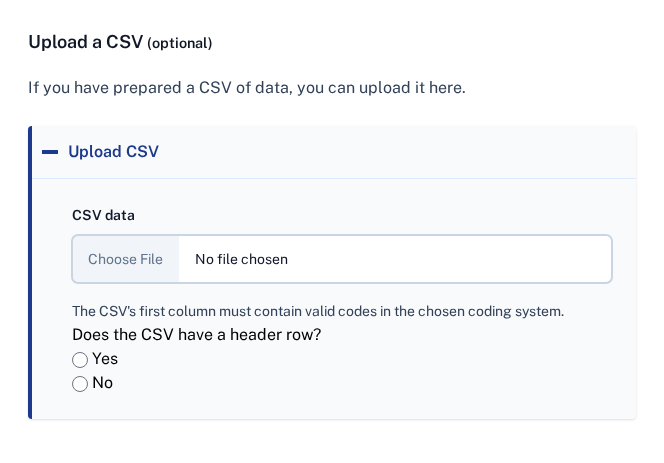 Upload a CSV (optional)
If you have prepared a CSV of data, you can upload it here.
Upload CSV
CSV data
Choose File No file chosen
The CSV's first column must contain valid codes in the chosen coding system.
Does the CSV have a header row?
Yes
No